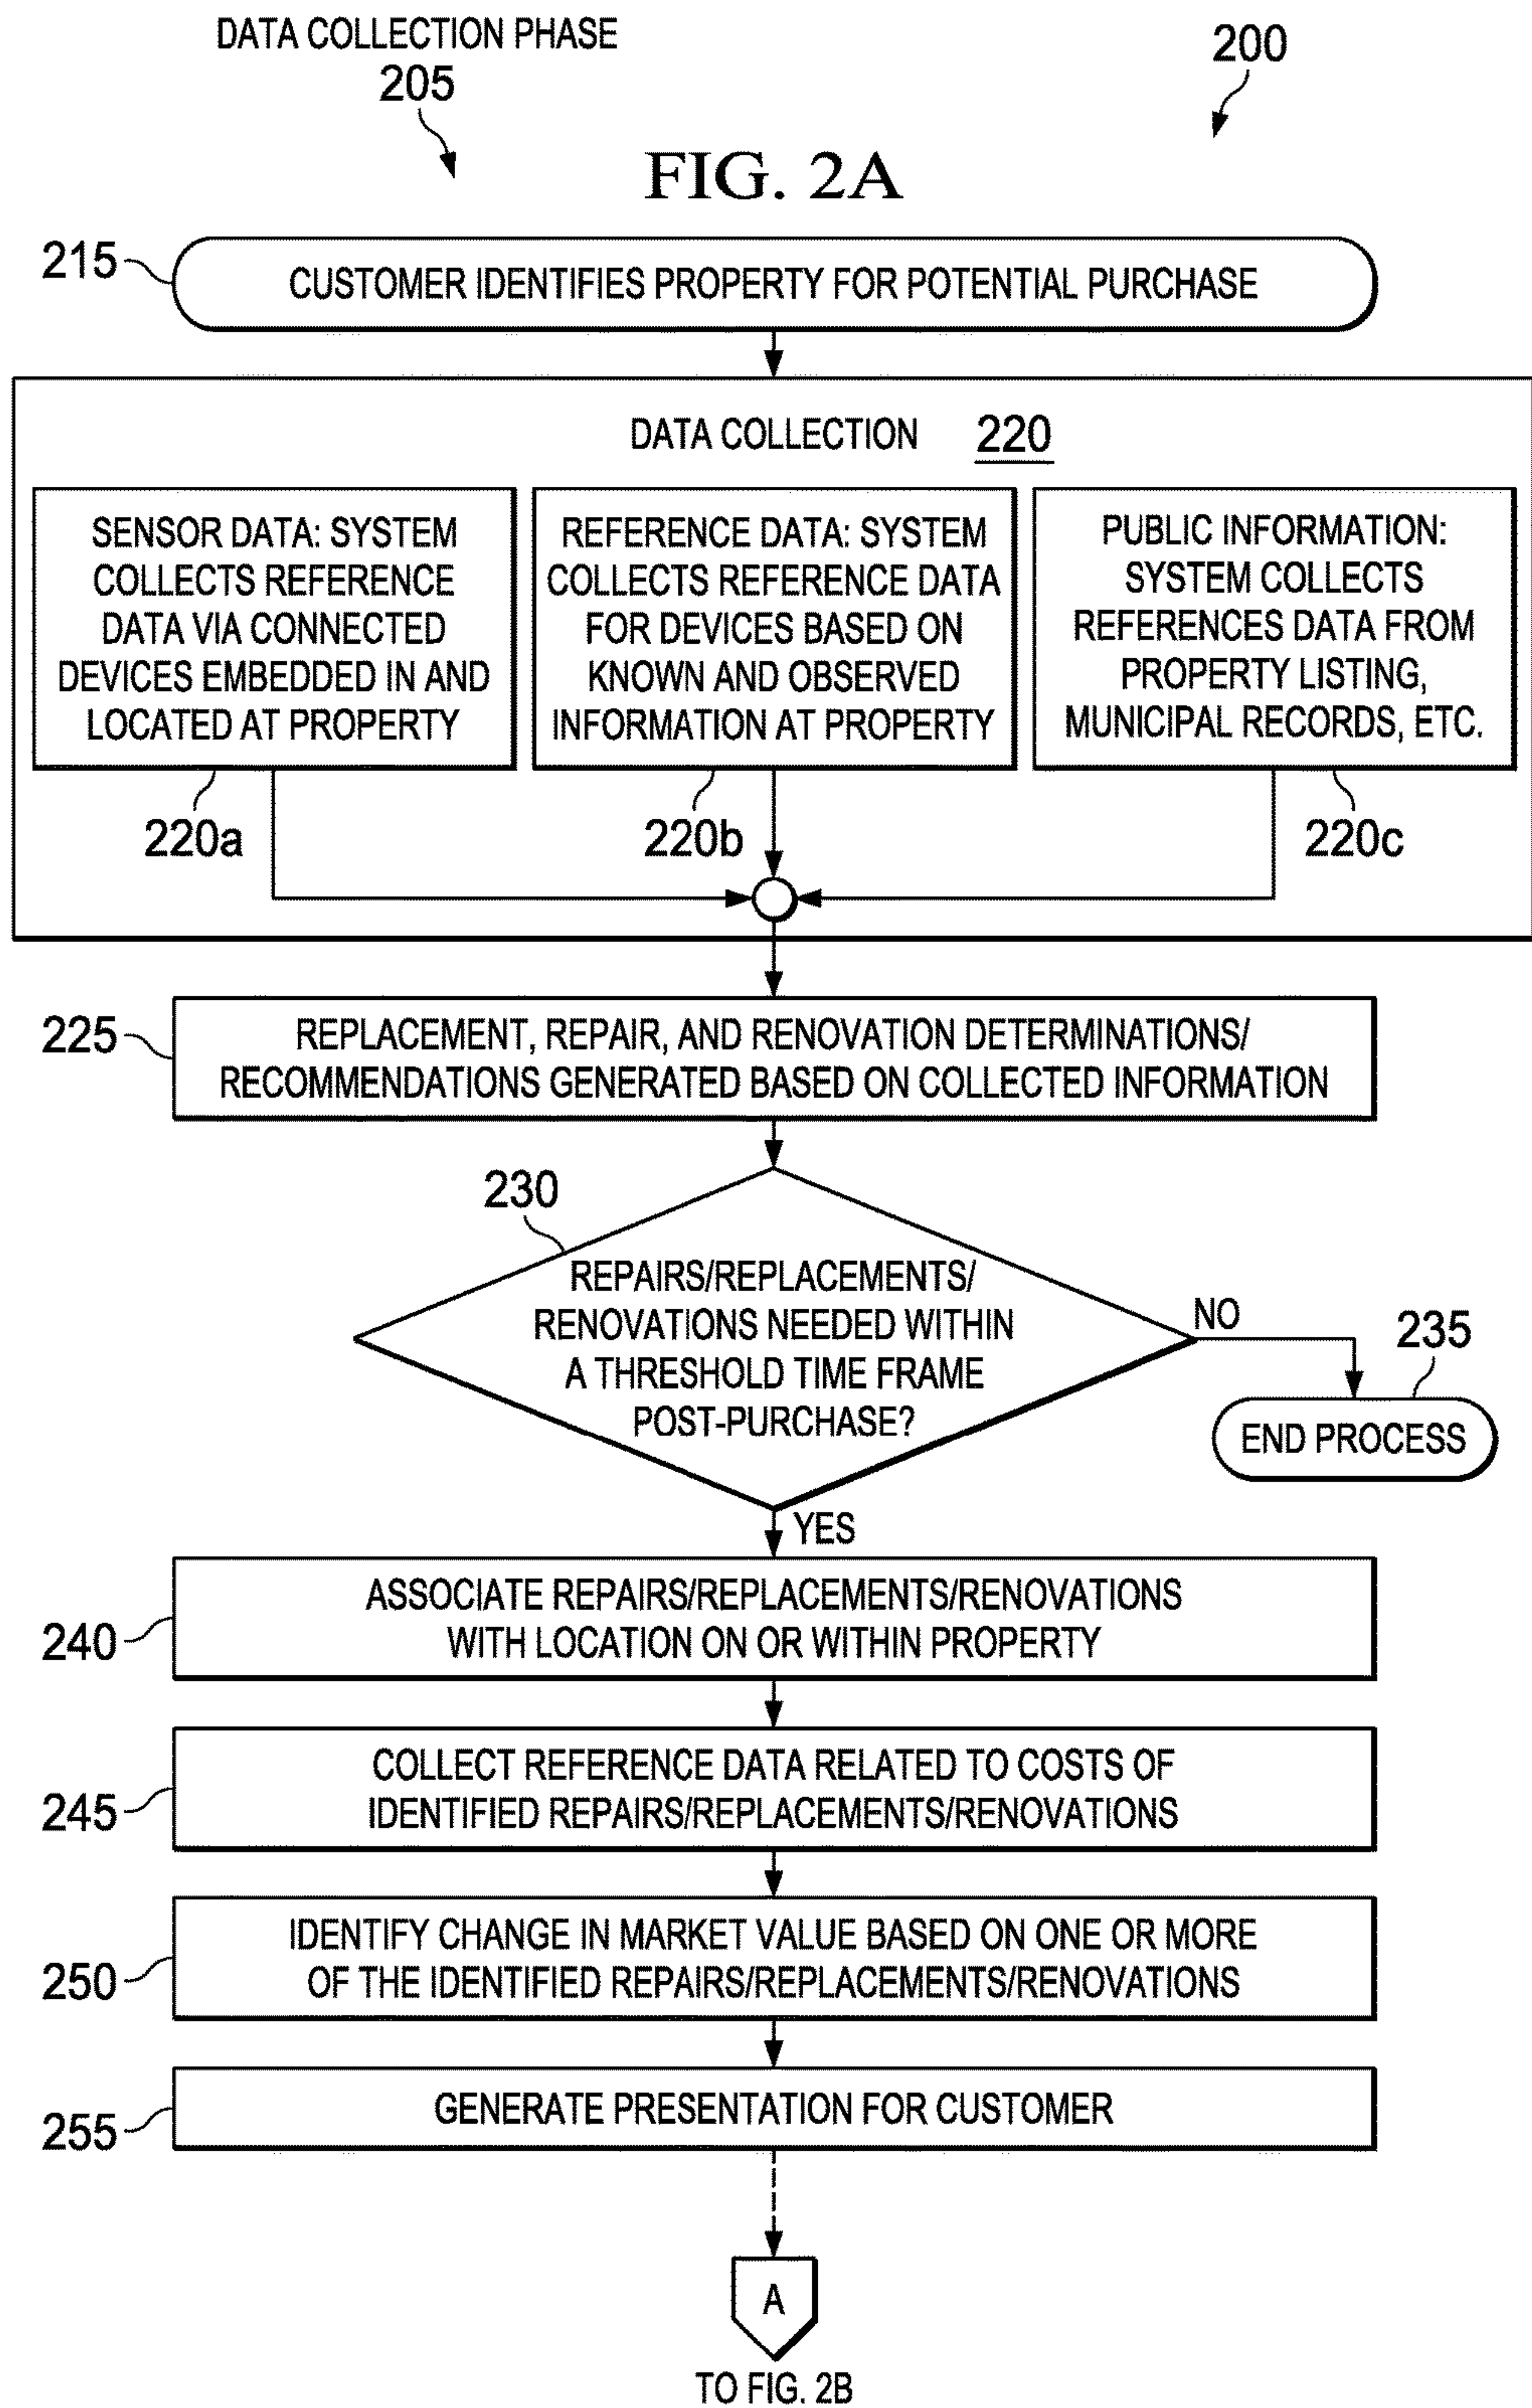 DATA COLLECTION PHASE
205
200
FIG. 2A
215
CUSTOMER IDENTIFIES PROPERTY FOR POTENTIAL PURCHASE
DATA COLLECTION 220
SENSOR DATA: SYSTEM
COLLECTS REFERENCE
DATA VIA CONNECTED
DEVICES EMBEDDED IN AND
LOCATED AT PROPERTY
220a
REFERENCE DATA: SYSTEM
COLLECTS REFERENCE DATA
FOR DEVICES BASED ON
KNOWN AND OBSERVED
INFORMATION AT PROPERTY
220b
PUBLIC INFORMATION:
SYSTEM COLLECTS
REFERENCES DATA FROM
PROPERTY LISTING,
MUNICIPAL RECORDS, ETC.
220c
225
REPLACEMENT, REPAIR, AND RENOVATION DETERMINATIONS/
RECOMMENDATIONS GENERATED BASED ON COLLECTED INFORMATION
230
REPAIRS/REPLACEMENTS/
RENOVATIONS NEEDED WITHIN
A THRESHOLD TIME FRAME
POST-PURCHASE?
NO
235
END PROCESS
YES
240
ASSOCIATE REPAIRS/REPLACEMENTS/RENOVATIONS
WITH LOCATION ON OR WITHIN PROPERTY
245
COLLECT REFERENCE DATA RELATED TO COSTS OF
IDENTIFIED REPAIRS/REPLACEMENTS/RENOVATIONS
250
IDENTIFY CHANGE IN MARKET VALUE BASED ON ONE OR MORE
OF THE IDENTIFIED REPAIRS/REPLACEMENTS/RENOVATIONS
255
GENERATE PRESENTATION FOR CUSTOMER
A
TO FIG. 2B